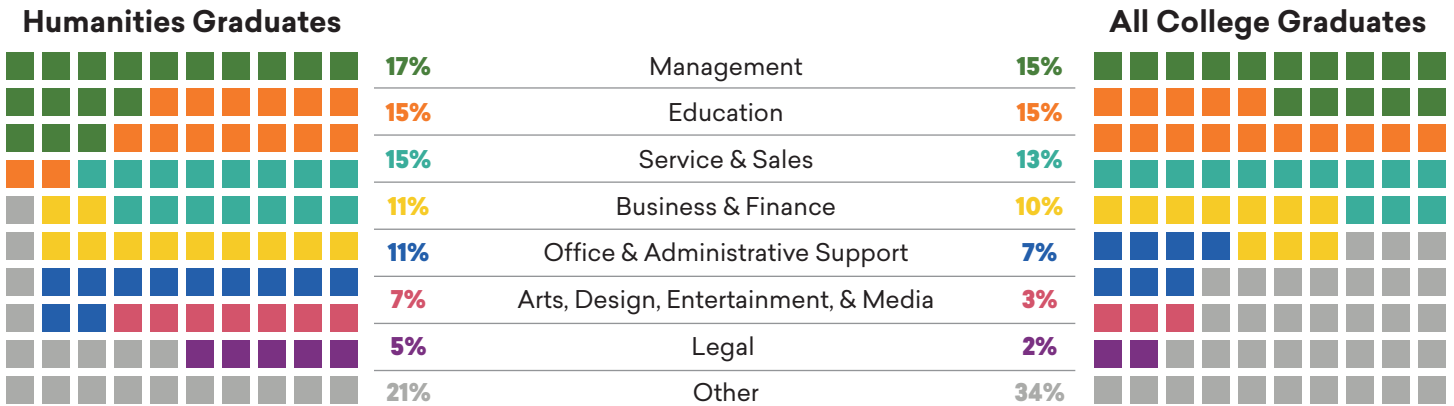 Humanities Graduates All College Graduates
17% Management 15%
15% Education 15%
15% Service & Sales 13%
11% Business & Finance 10%
11% Office & Administrative Support 7%
7% Arts, Design, Entertainment, & Media 3%
5% Legal 2%
21% Other 34%